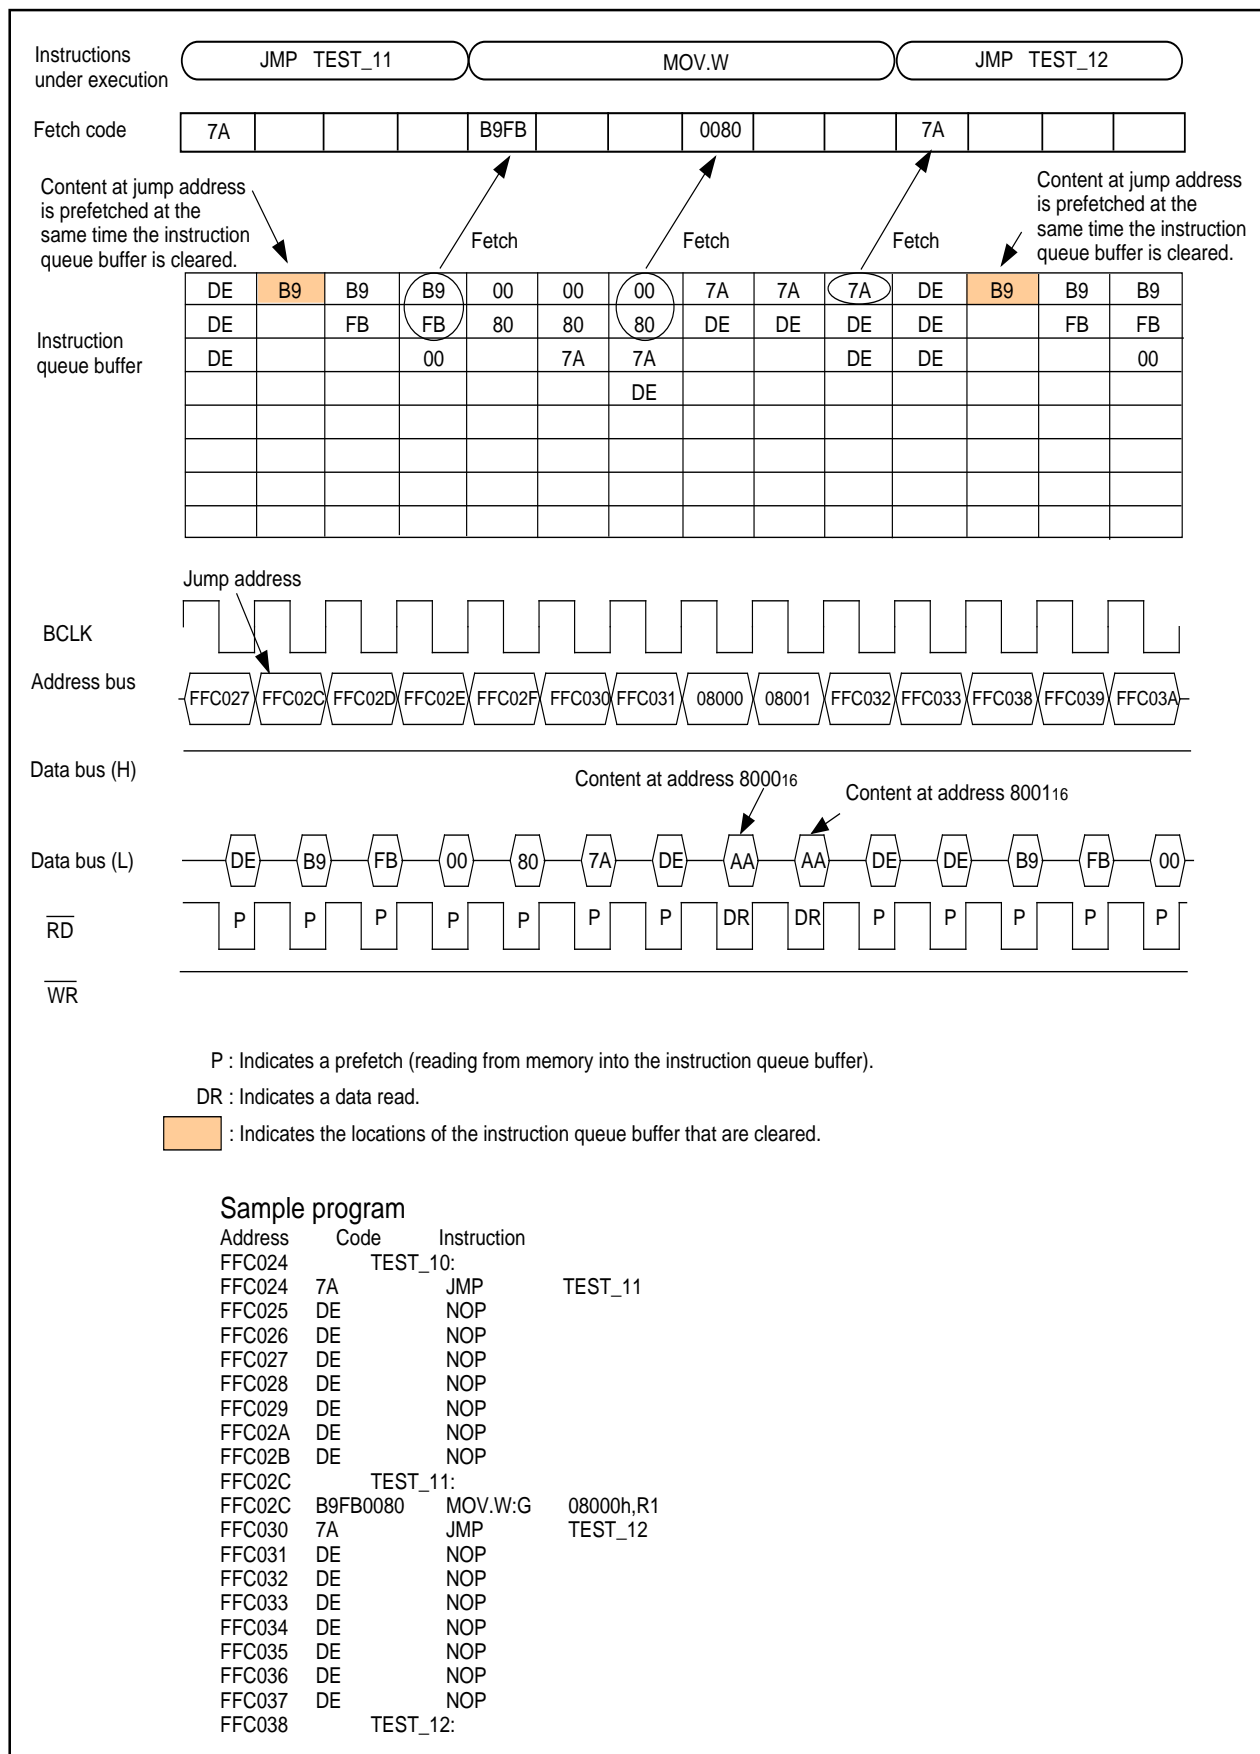 Instructions
under execution
JMP TEST_11 MOV.W JMP TEST_12
Fetch code 7A B9FB 0080 7A
Content at jump address
is prefetched at the
same time the instruction
queue buffer is cleared.
Content at jump address
is prefetched at the
same time the instruction
queue buffer is cleared.
Fetch Fetch Fetch
Instruction
queue buffer
DE B9 B9 B9 00 00 00 7A 7A 7A DE B9 B9 B9
DE FB FB 80 80 80 DE DE DE DE FB FB
DE 00 7A 7A DE DE 00
DE
Jump address
BCLK
Address bus
FFC027 FFC02C FFC02D FFC02E FFC02F FFC030 FFC031 08000 08001 FFC032 FFC033 FFC038 FFC039 FFC03A
Data bus (H)
Content at address 800016
Content at address 800116
Data bus (L) DE B9 FB 00 80 7A DE AA AA DE DE B9 FB 00
RD P P P P P P P DR DR P P P P P
WR
P : Indicates a prefetch (reading from memory into the instruction queue buffer).
DR : Indicates a data read.
: Indicates the locations of the instruction queue buffer that are cleared.
Sample program
Address Code Instruction
FFC024 TEST_10:
FFC024 7A JMP TEST_11
FFC025 DE NOP
FFC026 DE NOP
FFC027 DE NOP
FFC028 DE NOP
FFC029 DE NOP
FFC02A DE NOP
FFC02B DE NOP
FFC02C TEST_11:
FFC02C B9FB0080 MOV.W:G 08000h,R1
FFC030 7A JMP TEST_12
FFC031 DE NOP
FFC032 DE NOP
FFC033 DE NOP
FFC034 DE NOP
FFC035 DE NOP
FFC036 DE NOP
FFC037 DE NOP
FFC038 TEST_12: